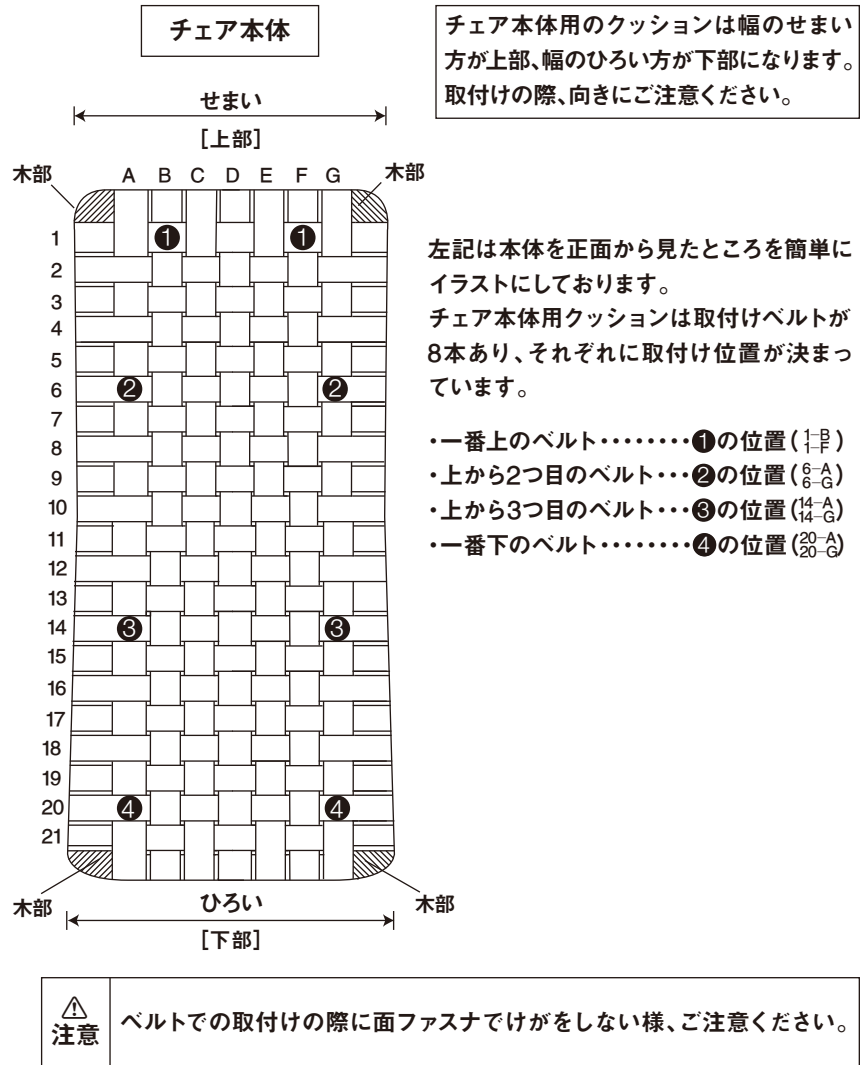 チェア本体
チェア本体用のクッションは幅のせまい
方が上部、幅のひろい方が下部になります。
取付けの際、向きにご注意ください。
せまい
[上部]
木部 A B C D E F G 木部
1 ❶ ❶
2
3
4
5
6 ❷ ❷
7
8
9
10
11
12
13
14 ❸ ❸
15
16
17
18
19
20 ❹ ❹
21
木部 木部
ひろい
[下部]
左記は本体を正面から見たところを簡単に
イラストにしております。
チェア本体用クッションは取付けベルトが
8本あり、それぞれに取付け位置が決まっ
ています。
・一番上のベルト・・・・・・・・❶の位置(1-B 1-F)
・上から2つ目のベルト・・・❷の位置(6-A 6-G)
・上から3つ目のベルト・・・❸の位置(14-A 14-G)
・一番下のベルト・・・・・・・・❹の位置(20-A 20-G)
⚠
注意
ベルトでの取付けの際に面ファスナでけがをしない様、ご注意ください。